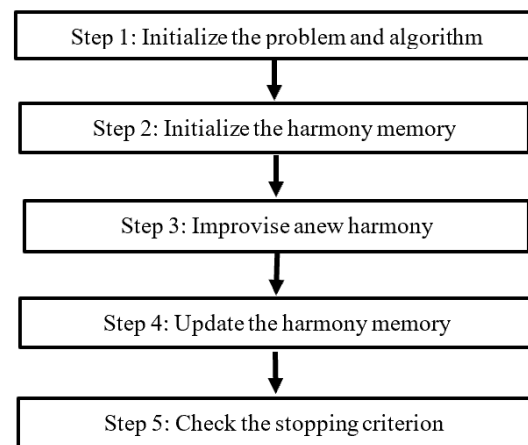 Step 1: Initialize the problem and algorithm
Step 2: Initialize the harmony memory
Step 3: Improvise anew harmony
Step 4: Update the harmony memory
Step 5: Check the stopping criterion